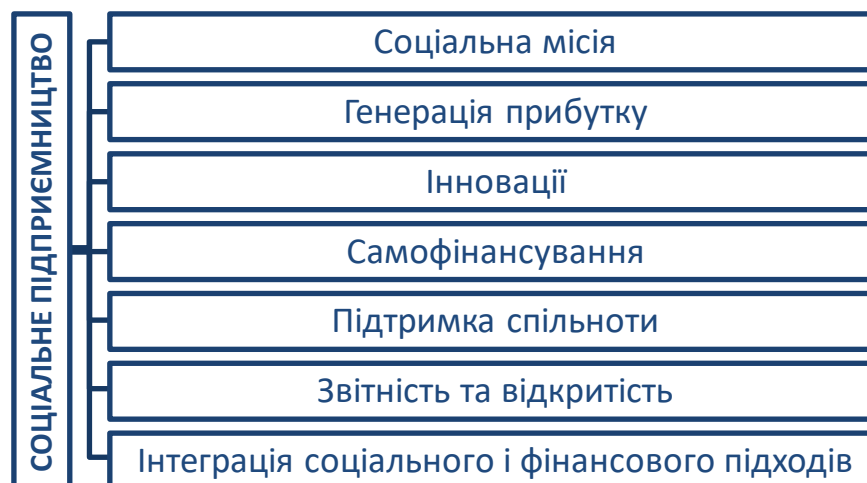 СОЦІАЛЬНЕ ПІДПРИЄМНИЦТВО
Соціальна місія
Генерація прибутку
Інновації
Самофінансування
Підтримка спільноти
Звітність та відкритість
Інтеграція соціального і фінансового підходів